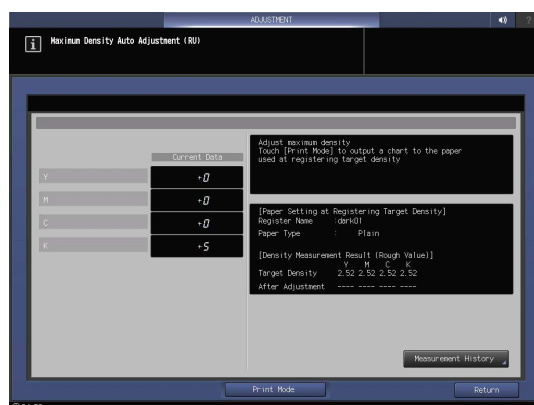 ADJUSTMENT
?
i Maximum Density Auto Adjustment (RU)
Current Data
Y +0
M +0
C +0
K +5
Adjust maximum density
Touch [Print Mode] to output a chart to the paper
used at registering target density
[Paper Setting at Registering Target Density]
Register Name :dark01
Paper Type : Plain
[Density Measurement Result (Rough Value)]
Y M C K
Target Density 2.52 2.52 2.52 2.52
After Adjustment ---- ---- ---- ----
Measurement History
Print Mode
Return